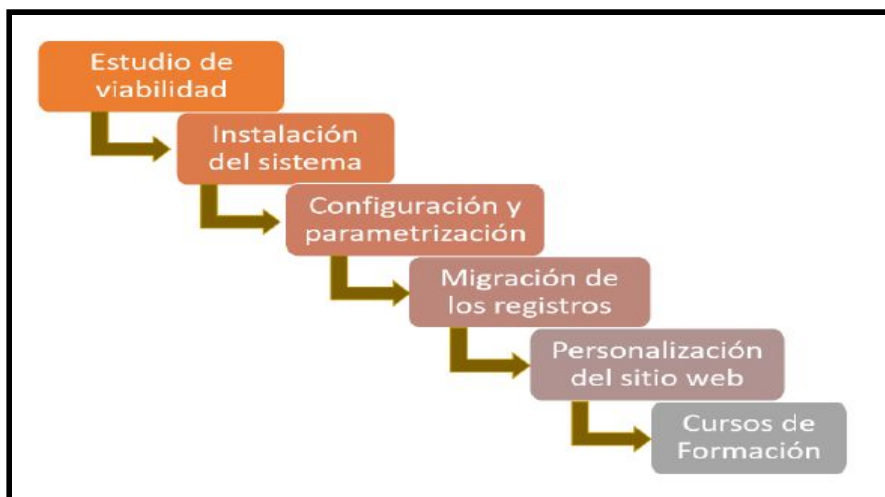 Estudio de
viabilidad
Instalación
del sistema
Configuración y
parametrización
Migración de
los registros
Personalización
del sitio web
Cursos de
Formación